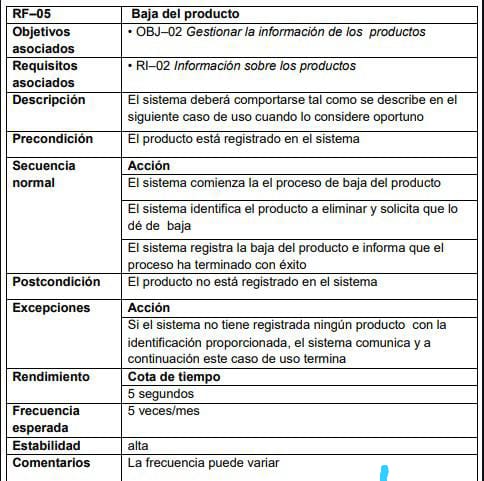 RF–05 Baja del producto
Objetivos asociados • OBJ–02 Gestionar la información de los productos
Requisitos asociados • RI–02 Información sobre los productos
Descripción El sistema deberá comportarse tal como se describe en el
siguiente caso de uso cuando lo considere oportuno
Precondición El producto está registrado en el sistema
Secuencia normal Acción
El sistema comienza la el proceso de baja del producto
El sistema identifica el producto a eliminar y solicita que lo
dé de baja
El sistema registra la baja del producto e informa que el
proceso ha terminado con éxito
Postcondición El producto no está registrado en el sistema
Excepciones Acción
Si el sistema no tiene registrada ningún producto con la
identificación proporcionada, el sistema comunica y a
continuación este caso de uso termina
Rendimiento Cota de tiempo
5 segundos
Frecuencia esperada 5 veces/mes
Estabilidad alta
Comentarios La frecuencia puede variar